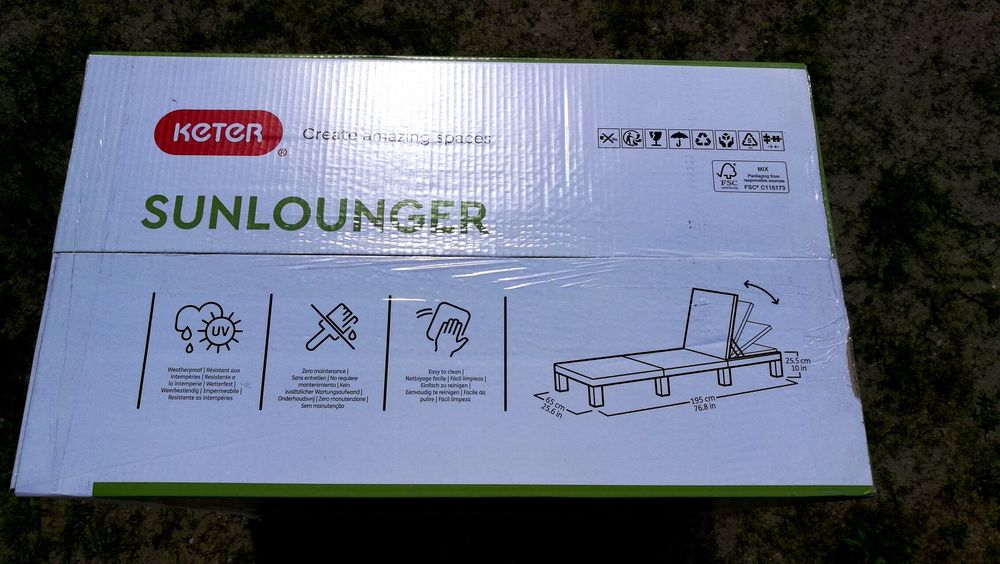 KETER
®
Create amazing spaces
SUNLOUNGER
MIX
Packaging from
responsible sources
FSC® C115173
FSC
UV
Weatherproof | Résistant aux
intempéries | Resistente a
la intemperie | Wetterfest |
Weerbestendig | Impermeabile |
Resistente as intempéries
Zero maintenance |
Sans entretien | No requiere
mantenimiento | Kein
zusätzlicher Wartungsaufwand |
Onderhoudsvrij | Zero manutenzione |
Sem manutenção
Easy to clean |
Nettoyage facile | Fácil limpieza |
Einfach zu reinigen |
Eenvoudig te reinigen | Facile da
pulire | Fácil limpeza
25.5 cm
10 in
65 cm
25.6 in
195 cm
76.8 in